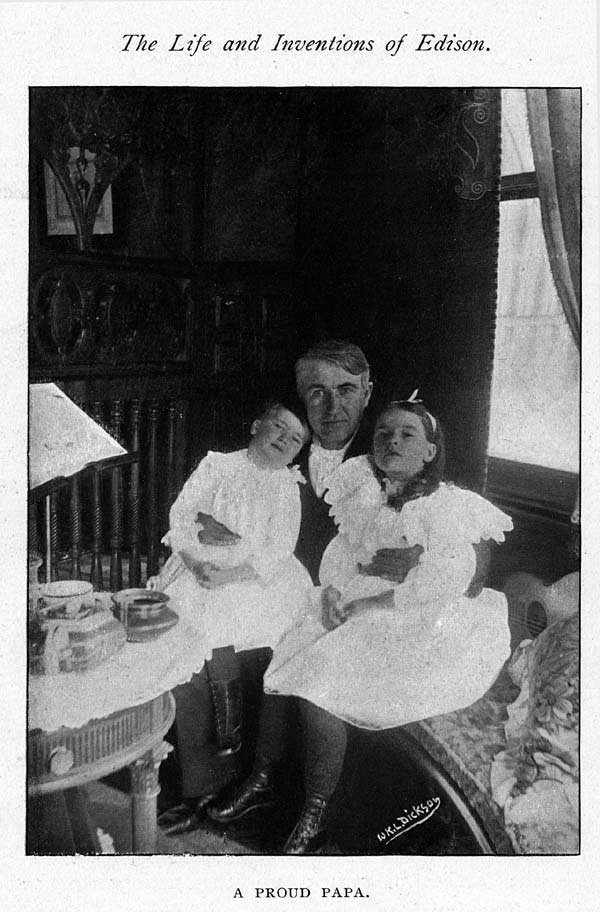 The Life and Inventions of Edison.
W.K.L. Dickson
A PROUD PAPA.